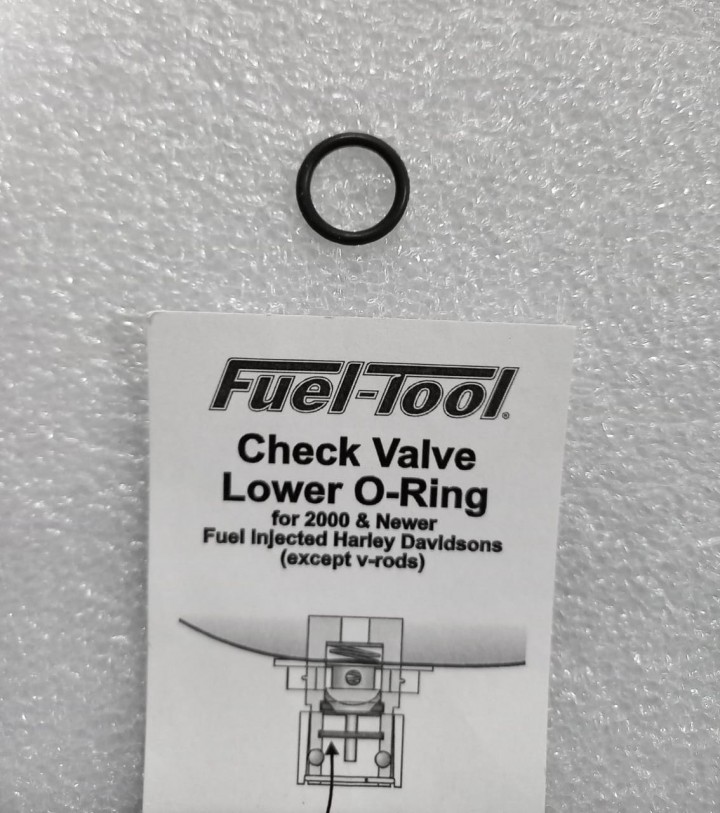 Fuel-Tool®
Check Valve
Lower O-Ring
for 2000 & Newer
Fuel Injected Harley Davidsons
(except v-rods)